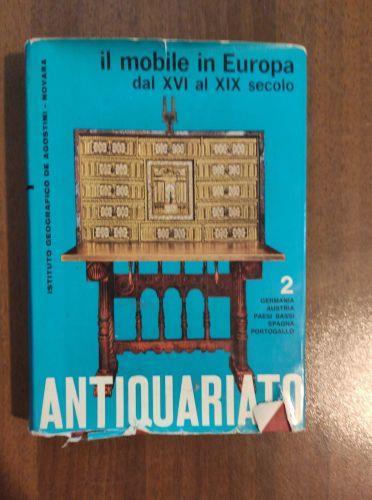 il mobile in Europa
dal XVI al XIX secolo
ISTITUTO GEOGRAFICO DE AGOSTINI - NOVARA
2
GERMANIA
AUSTRIA
PAESI BASSI
SPAGNA
PORTOGALLO
ANTIQUARIATO